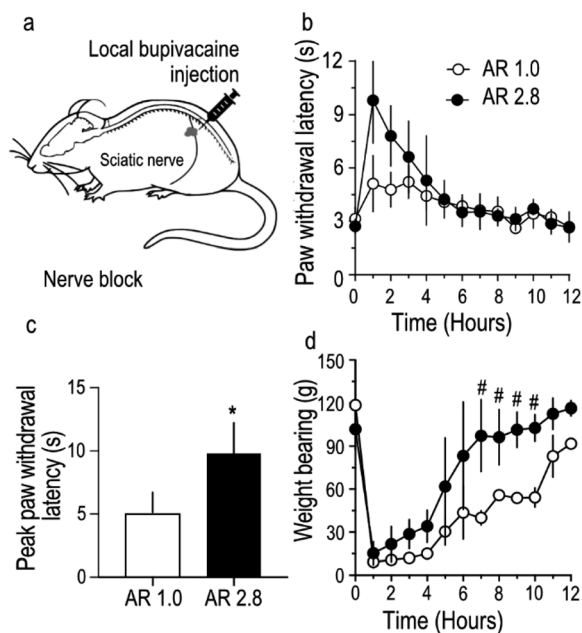 a
Local bupivacaine
injection
Sciatic nerve
Nerve block
b
Paw withdrawal latency (s)
12
9
6
3
0
AR 1.0
AR 2.8
0 2 4 6 8 10 12
Time (Hours)
c
Peak paw withdrawal
latency (s)
15
10
5
0
*
AR 1.0 AR 2.8
d
Weight bearing (g)
150
120
90
60
30
0
# # # #
0 2 4 6 8 10 12
Time (Hours)